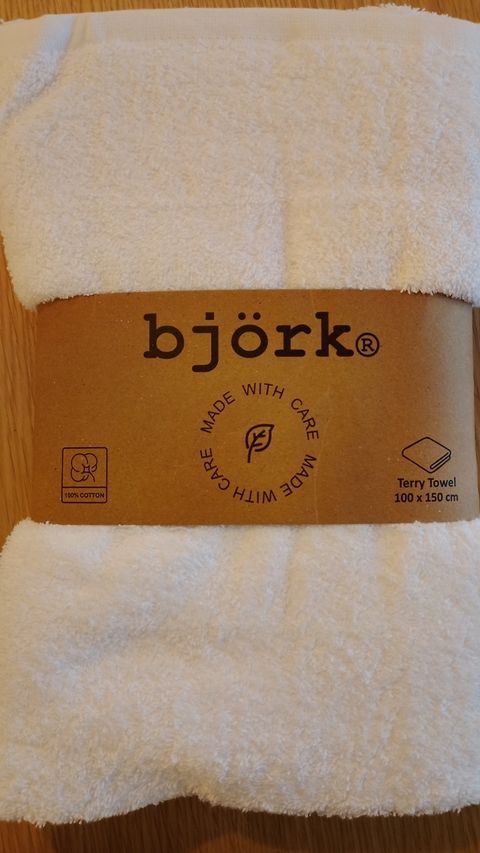 björk®
MADE WITH CARE MADE WITH CARE
100% COTTON
Terry Towel
100 x 150 cm